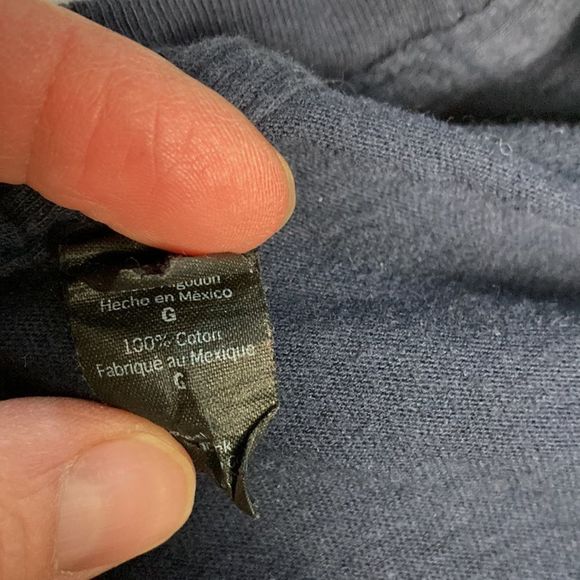 Hecho en México
G
100% Coton
Fabriqué au Mexique
G